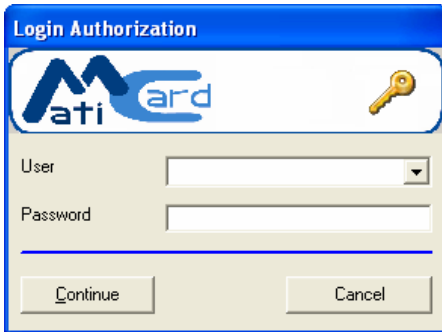 Login Authorization
Mati Card
User
Password
Continue
Cancel